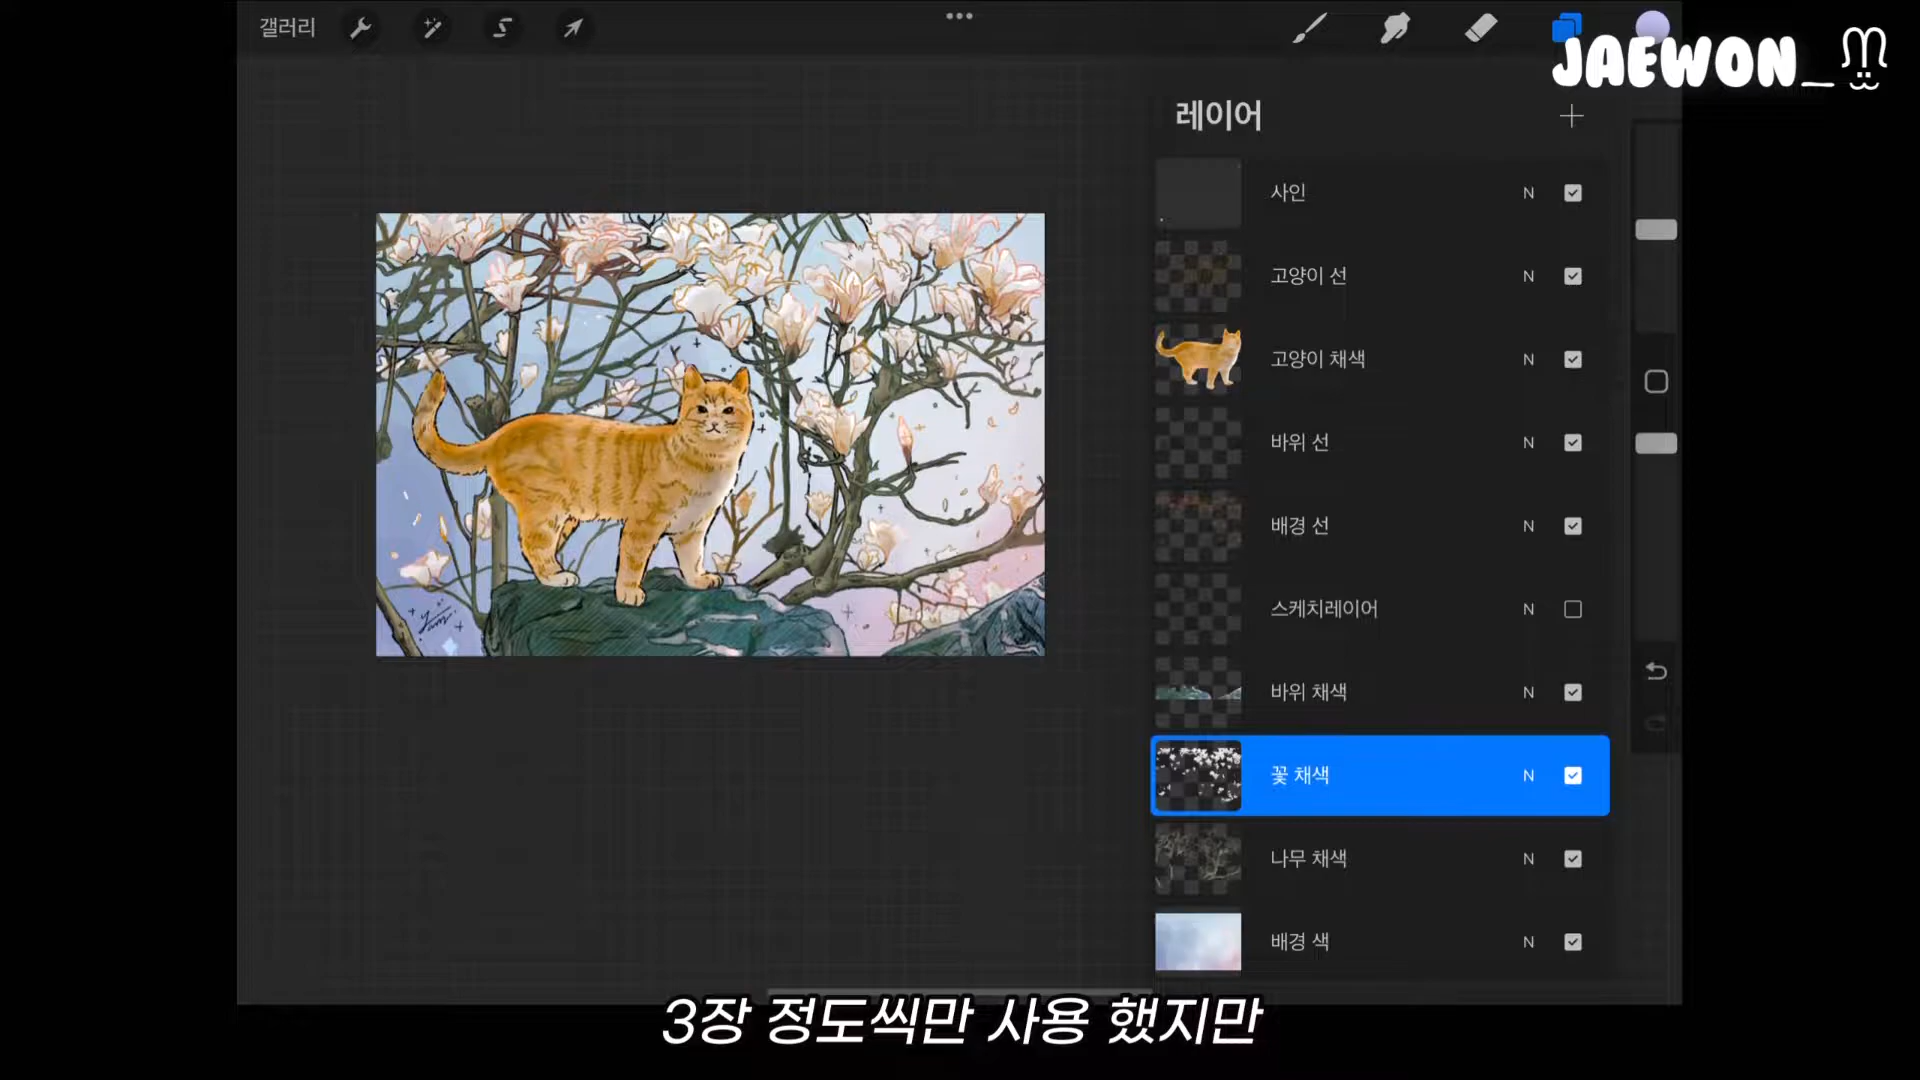 갤러리
JAEWON_
레이어
사인 N
고양이 선 N
고양이 채색 N
바위 선 N
배경 선 N
스케치레이어 N
바위 채색 N
꽃 채색 N
나무 채색 N
배경 색 N
3장 정도씩만 사용 했지만